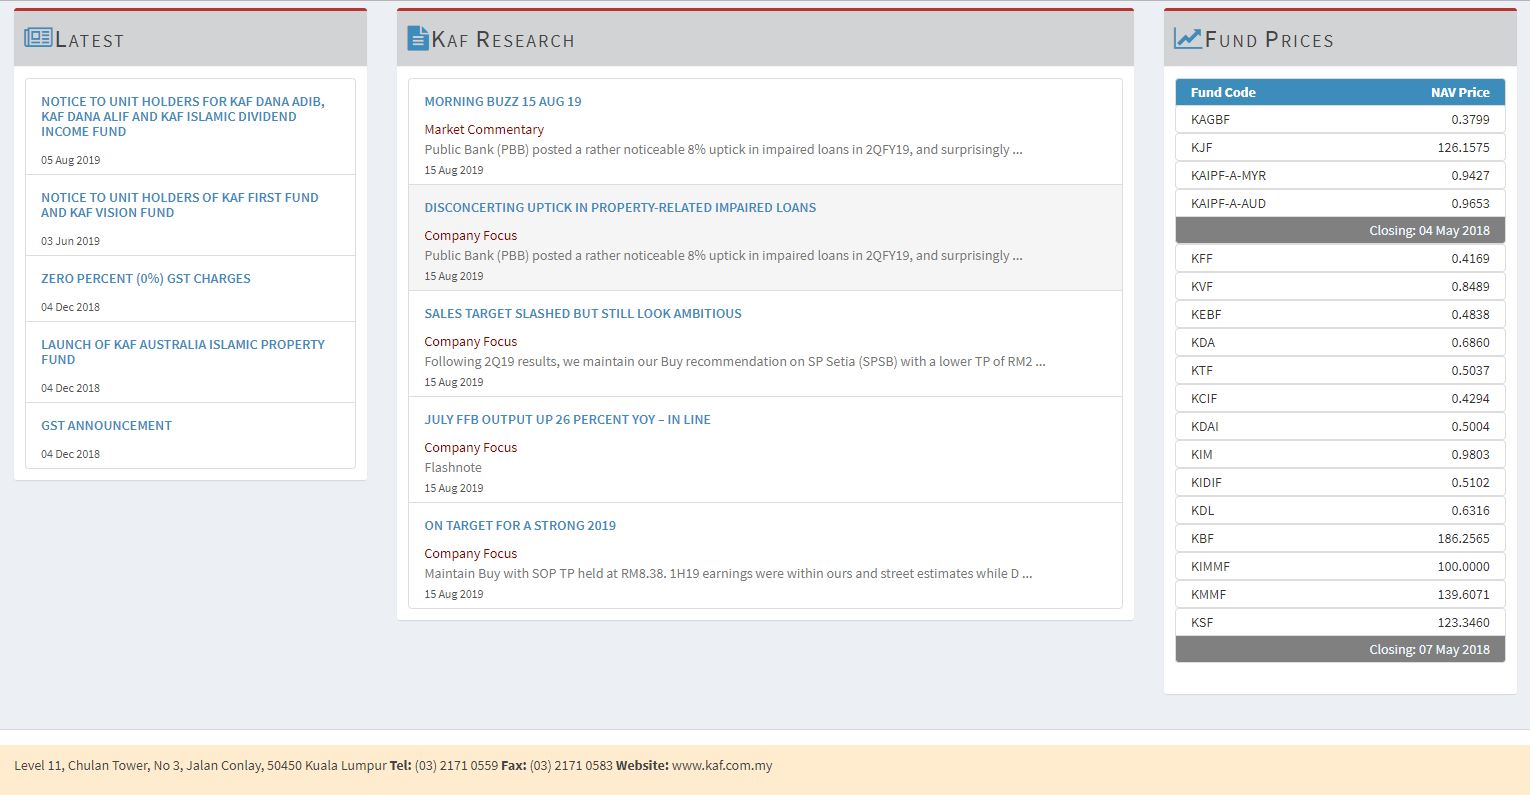 Latest
NOTICE TO UNIT HOLDERS FOR KAF DANA ADIB,
KAF DANA ALIF AND KAF ISLAMIC DIVIDEND
INCOME FUND
05 Aug 2019
NOTICE TO UNIT HOLDERS OF KAF FIRST FUND
AND KAF VISION FUND
03 Jun 2019
ZERO PERCENT (0%) GST CHARGES
04 Dec 2018
LAUNCH OF KAF AUSTRALIA ISLAMIC PROPERTY
FUND
04 Dec 2018
GST ANNOUNCEMENT
04 Dec 2018
Kaf Research
MORNING BUZZ 15 AUG 19
Market Commentary
Public Bank (PBB) posted a rather noticeable 8% uptick in impaired loans in 2QFY19, and surprisingly ...
15 Aug 2019
DISCONCERTING UPTICK IN PROPERTY-RELATED IMPAIRED LOANS
Company Focus
Public Bank (PBB) posted a rather noticeable 8% uptick in impaired loans in 2QFY19, and surprisingly ...
15 Aug 2019
SALES TARGET SLASHED BUT STILL LOOK AMBITIOUS
Company Focus
Following 2Q19 results, we maintain our Buy recommendation on SP Setia (SPSB) with a lower TP of RM2 ...
15 Aug 2019
JULY FFB OUTPUT UP 26 PERCENT YOY – IN LINE
Company Focus
Flashnote
15 Aug 2019
ON TARGET FOR A STRONG 2019
Company Focus
Maintain Buy with SOP TP held at RM8.38. 1H19 earnings were within ours and street estimates while D ...
15 Aug 2019
Fund Prices
Fund Code NAV Price
KAGBF 0.3799
KJF 126.1575
KAIPF-A-MYR 0.9427
KAIPF-A-AUD 0.9653
Closing: 04 May 2018
KFF 0.4169
KVF 0.8489
KEBF 0.4838
KDA 0.6860
KTF 0.5037
KCIF 0.4294
KDAI 0.5004
KIM 0.9803
KIDIF 0.5102
KDL 0.6316
KBF 186.2565
KIMMF 100.0000
KMMF 139.6071
KSF 123.3460
Closing: 07 May 2018
Level 11, Chulan Tower, No 3, Jalan Conlay, 50450 Kuala Lumpur Tel: (03) 2171 0559 Fax: (03) 2171 0583 Website: www.kaf.com.my